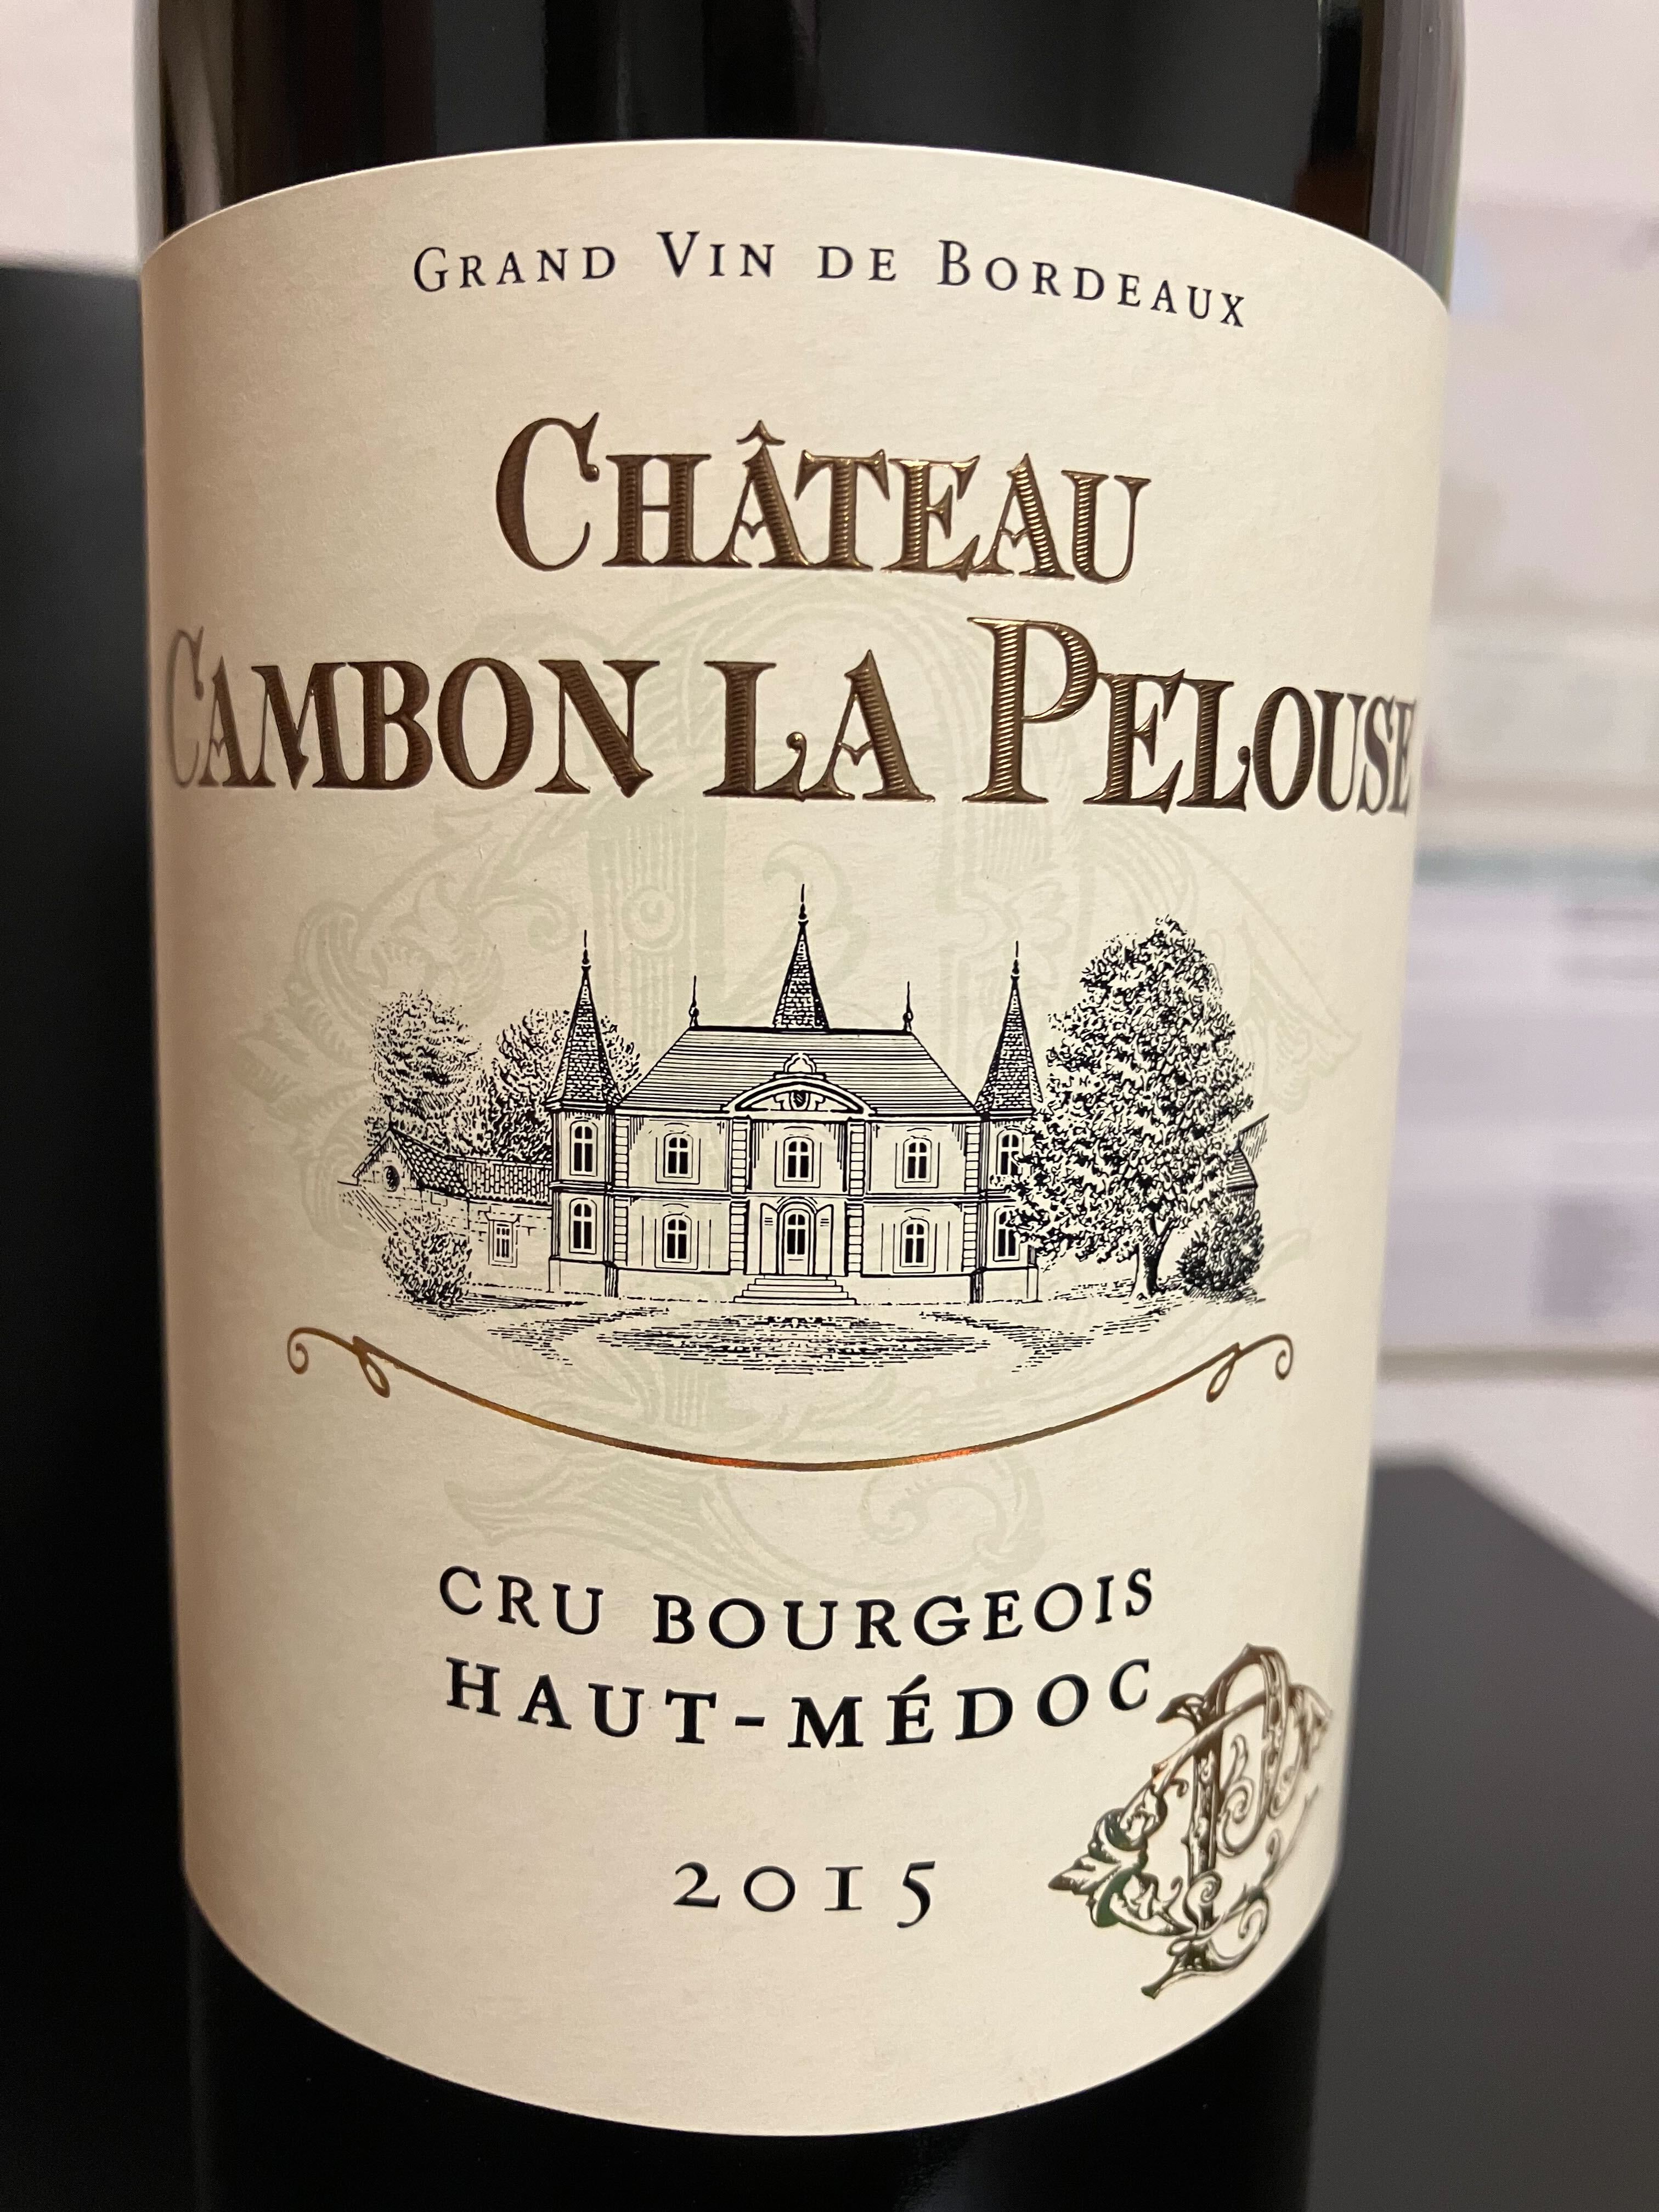 GRAND VIN DE BORDEAUX
CHÂTEAU
CAMBON LA PELOUSE
CRU BOURGEOIS
HAUT-MÉDOC
2015